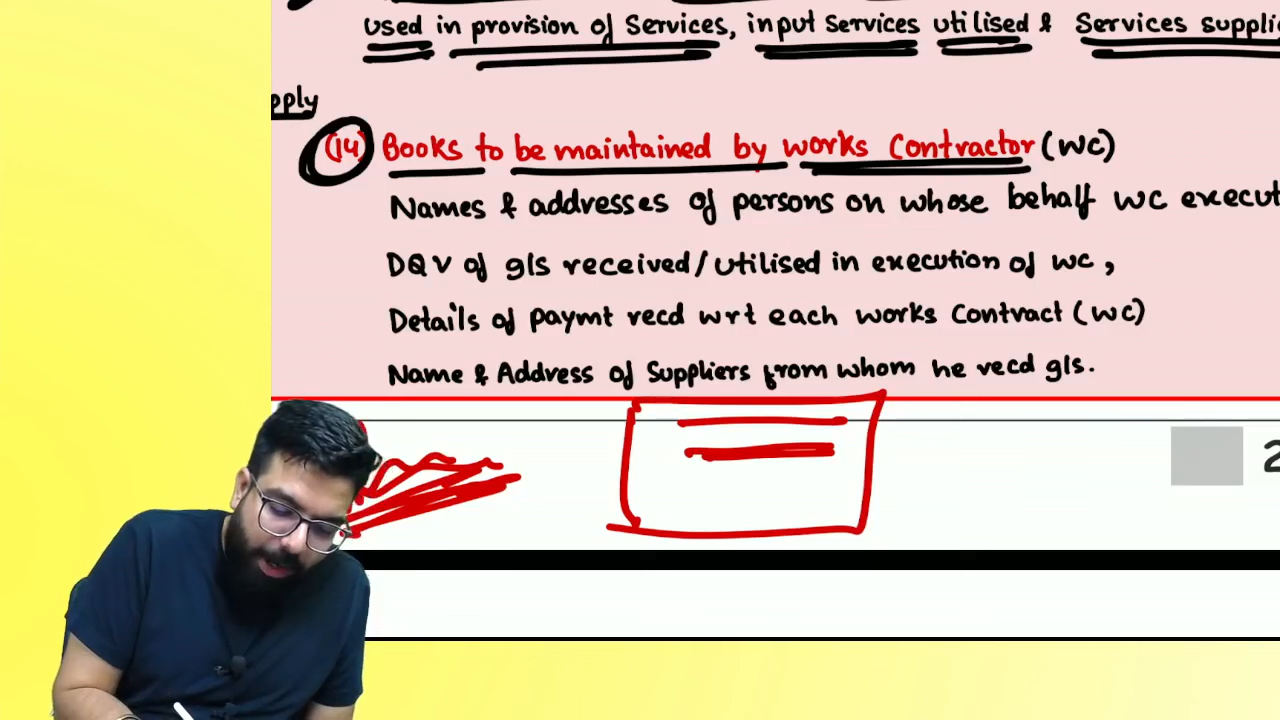 used in provision of Services, input Services utilised & Services supplie
pply
(14) Books to be maintained by works Contractor (WC)
Names & addresses of persons on whose behalf WC execut
DQV of g|s received/utilised in execution of wc,
Details of paymt recd wrt each works Contract (WC)
Name & Address of Suppliers from whom he recd g|s.
2